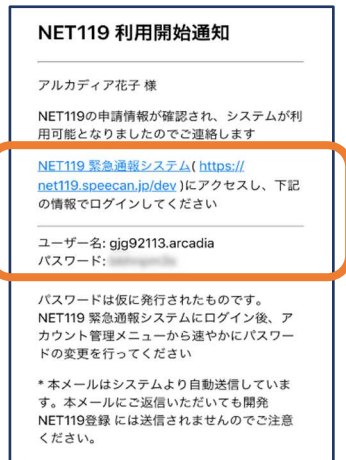 NET119 利用開始通知
アルカディア花子 様
NET119の申請情報が確認され、システムが利
用可能となりましたのでご連絡します
NET119 緊急通報システム( https://
net119.speecan.jp/dev )にアクセスし、下記
の情報でログインしてください
ユーザー名: gjg92113.arcadia
パスワード:
パスワードは仮に発行されたものです。
NET119 緊急通報システムにログイン後、ア
カウント管理メニューから速やかにパスワー
ドの変更を行ってください
* 本メールはシステムより自動送信していま
す。本メールにご返信いただいても開発
NET119登録 には送信されませんのでご注意
ください。